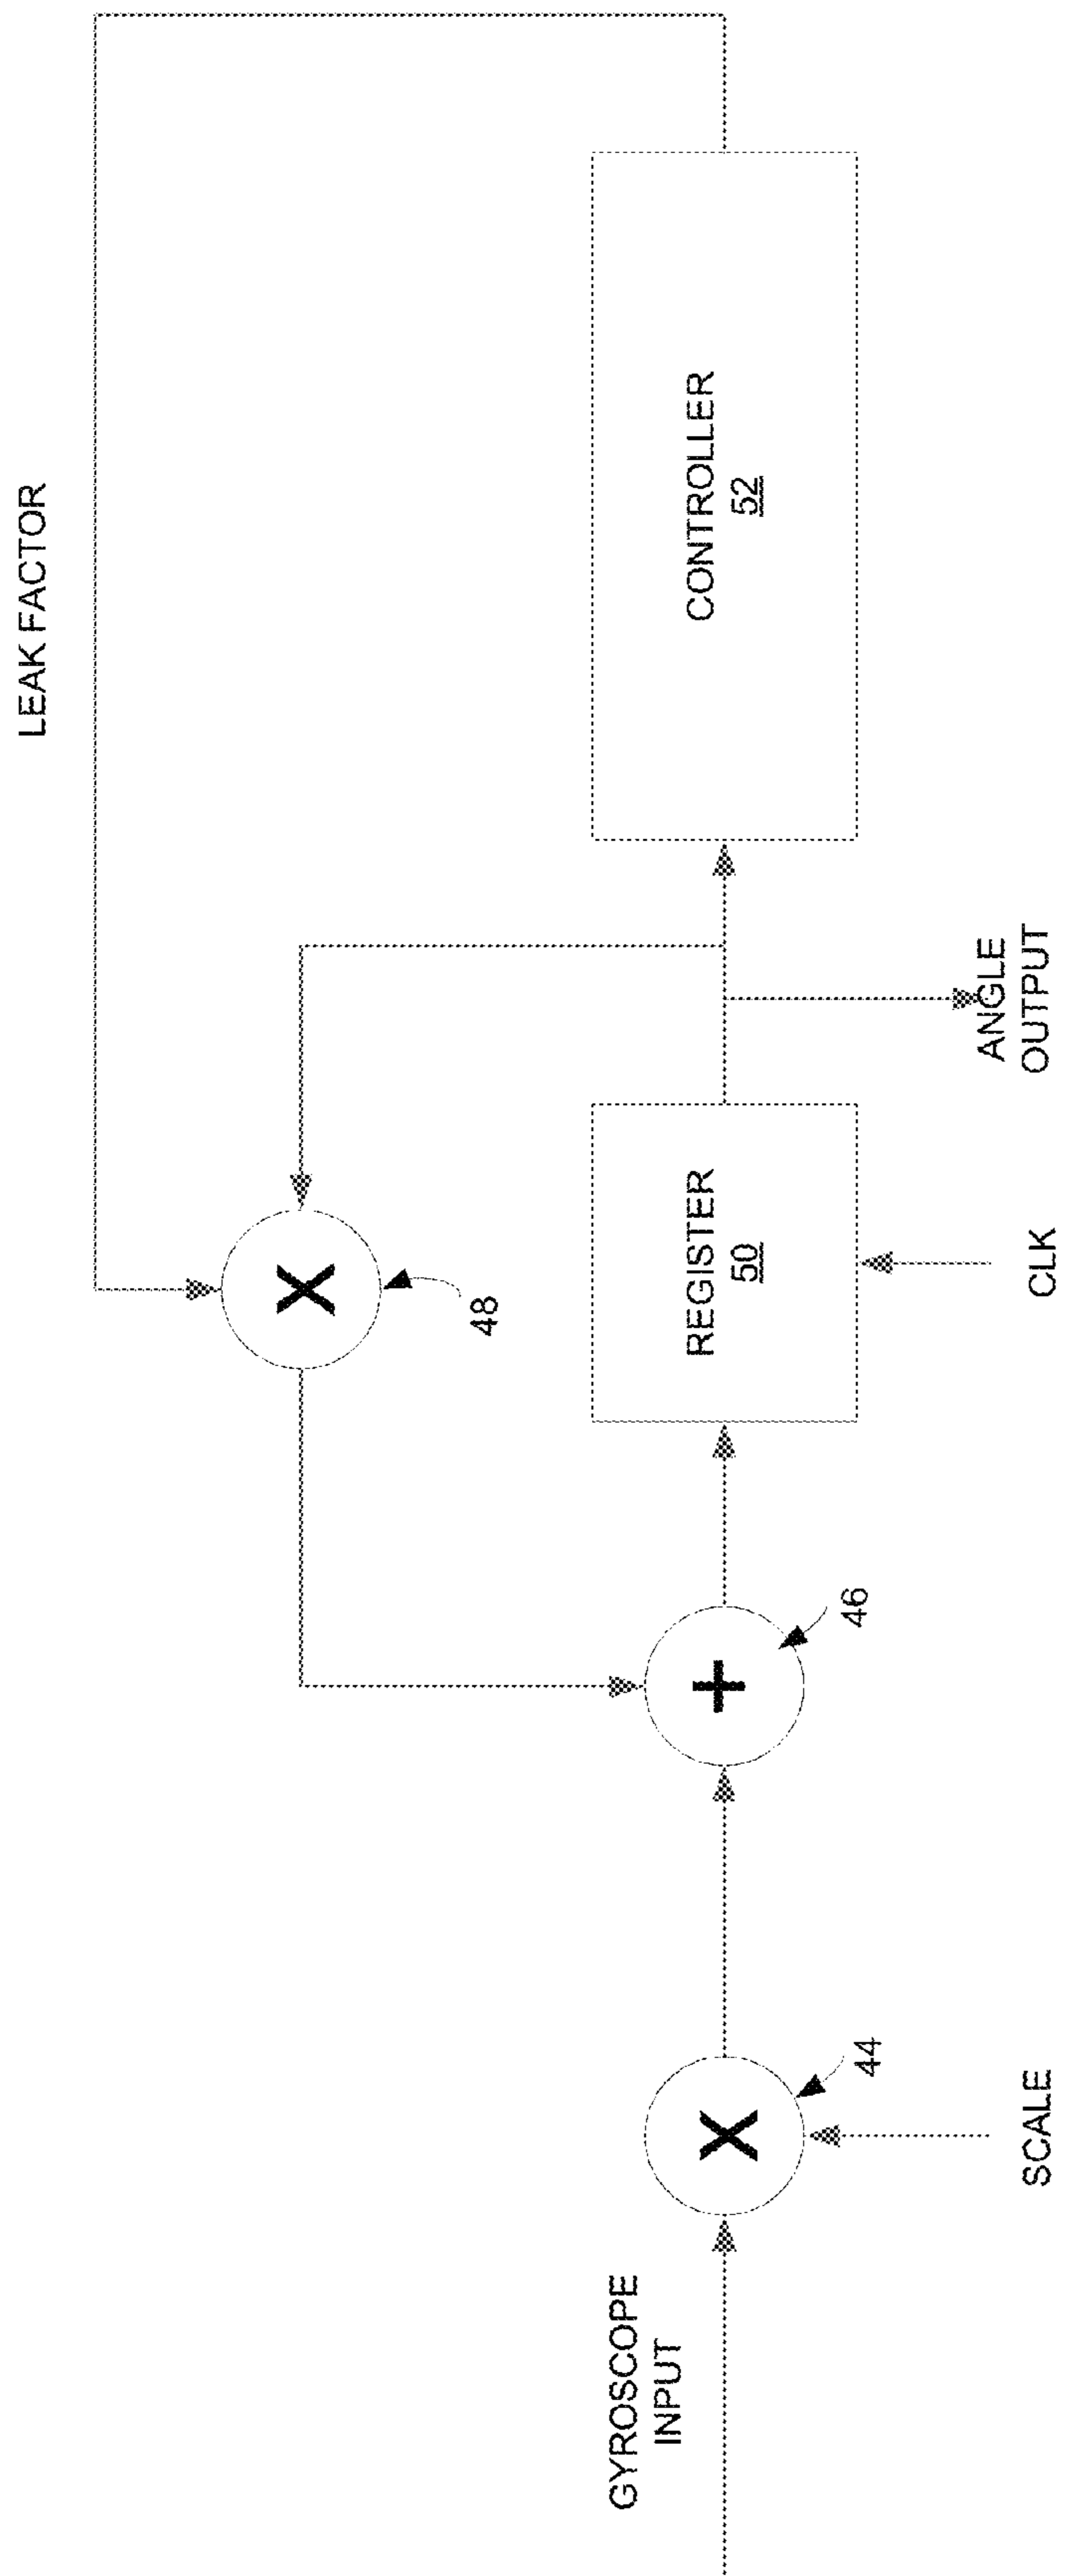 LEAK FACTOR
X
48
GYROSCOPE
INPUT
X
44
SCALE
+
46
REGISTER
50
CLK
ANGLE
OUTPUT
CONTROLLER
52